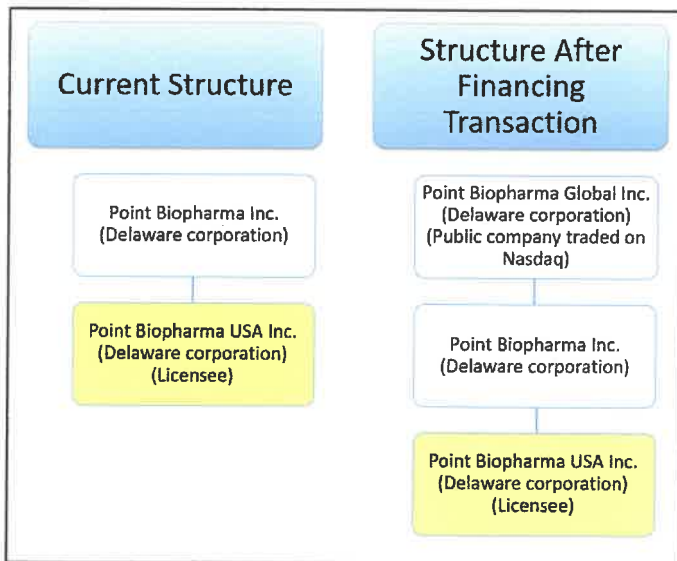 Current Structure
Point Biopharma Inc.
(Delaware corporation)
Point Biopharma USA Inc.
(Delaware corporation)
(Licensee)
Structure After
Financing
Transaction
Point Biopharma Global Inc.
(Delaware corporation)
(Public company traded on
Nasdaq)
Point Biopharma Inc.
(Delaware corporation)
Point Biopharma USA Inc.
(Delaware corporation)
(Licensee)